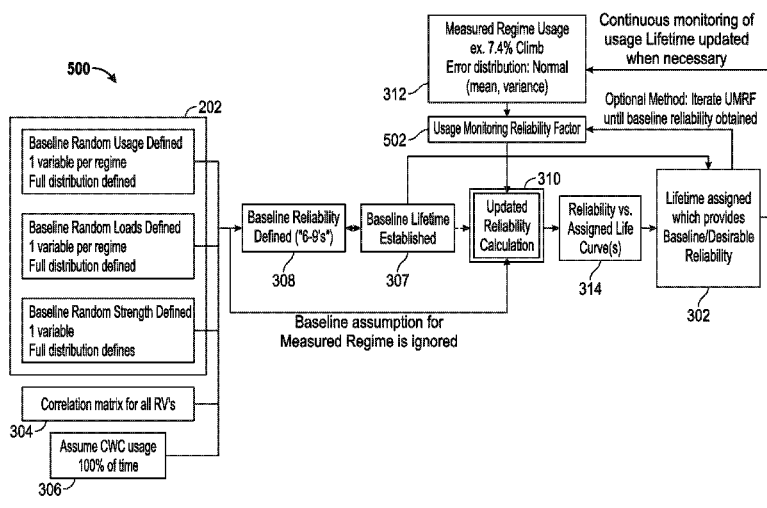 500
202
Baseline Random Usage Defined
1 variable per regime
Full distribution defined
Baseline Random Loads Defined
1 variable per regime
Full distribution defined
Baseline Random Strength Defined
1 variable
Full distribution defines
Correlation matrix for all RV's
304
Assume CWC usage
100% of time
306
Baseline Reliability
Defined ("6-9's")
308
Baseline Lifetime
Established
307
Baseline assumption for
Measured Regime is ignored
Measured Regime Usage
ex. 7.4% Climb
Error distribution: Normal
(mean, variance)
312
Usage Monitoring Reliability Factor
502
310
Updated
Reliability
Calculation
Reliability vs.
Assigned Life
Curve(s)
314
Continuous monitoring of
usage Lifetime updated
when necessary
Optional Method: Iterate UMRF
until baseline reliability obtained
Lifetime assigned
which provides
Baseline/Desirable
Reliability
302